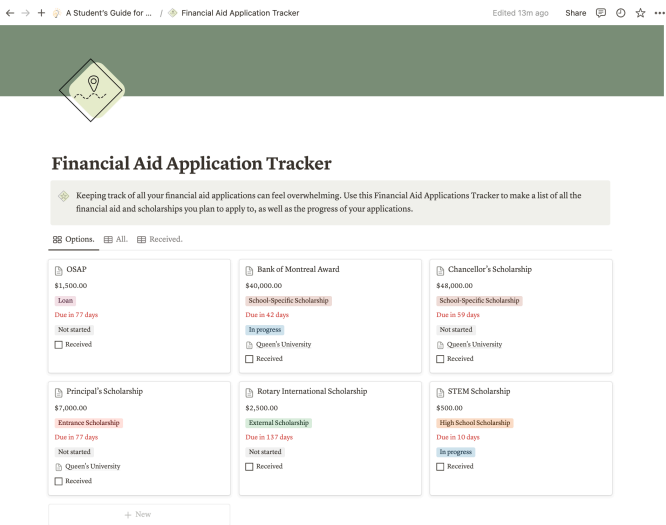 A Student's Guide for ... / Financial Aid Application Tracker
Edited 13m ago Share
Financial Aid Application Tracker
Keeping track of all your financial aid applications can feel overwhelming. Use this Financial Aid Applications Tracker to make a list of all the
financial aid and scholarships you plan to apply to, as well as the progress of your applications.
Options. All. Received.
OSAP
$1,500.00
Loan
Due in 77 days
Not started
Received
Bank of Montreal Award
$40,000.00
School-Specific Scholarship
Due in 42 days
In progress
Queen's University
Received
Chancellor's Scholarship
$48,000.00
School-Specific Scholarship
Due in 59 days
Not started
Queen's University
Received
Principal's Scholarship
$7,000.00
Entrance Scholarship
Due in 77 days
Not started
Queen's University
Received
Rotary International Scholarship
$2,500.00
External Scholarship
Due in 137 days
Not started
Received
STEM Scholarship
$500.00
High School Scholarship
Due in 10 days
In progress
Received
+ New